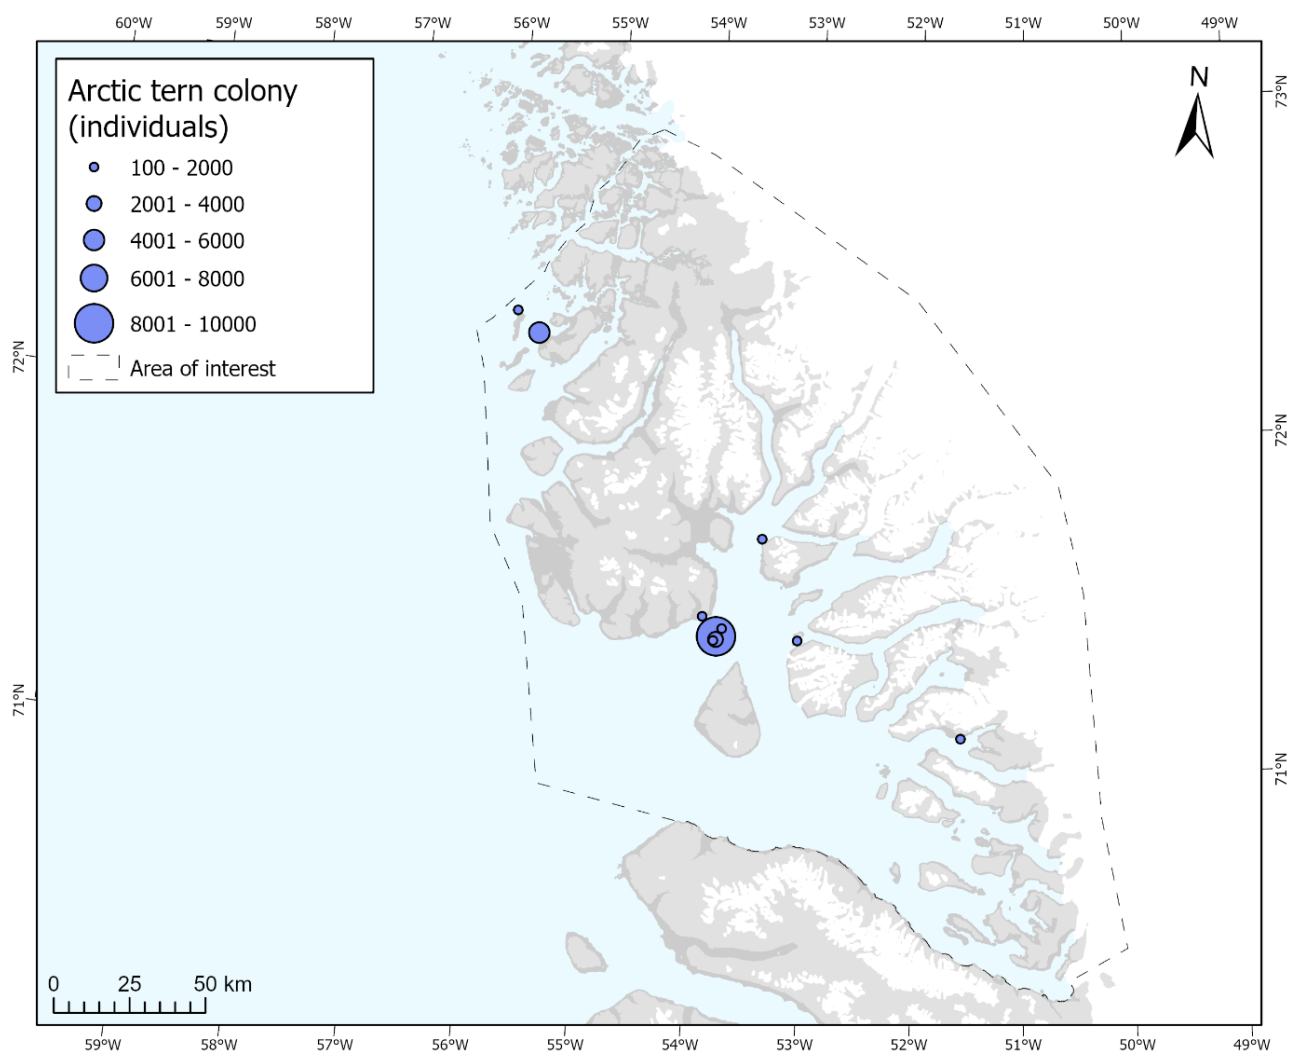 60°W 59°W 58°W 57°W 56°W 55°W 54°W 53°W 52°W 51°W 50°W 49°W
Arctic tern colony
(individuals)
100 - 2000
2001 - 4000
4001 - 6000
6001 - 8000
8001 - 10000
Area of interest
N
73°N
72°N
72°N
71°N
71°N
0 25 50 km
59°W 58°W 57°W 56°W 55°W 54°W 53°W 52°W 51°W 50°W 49°W